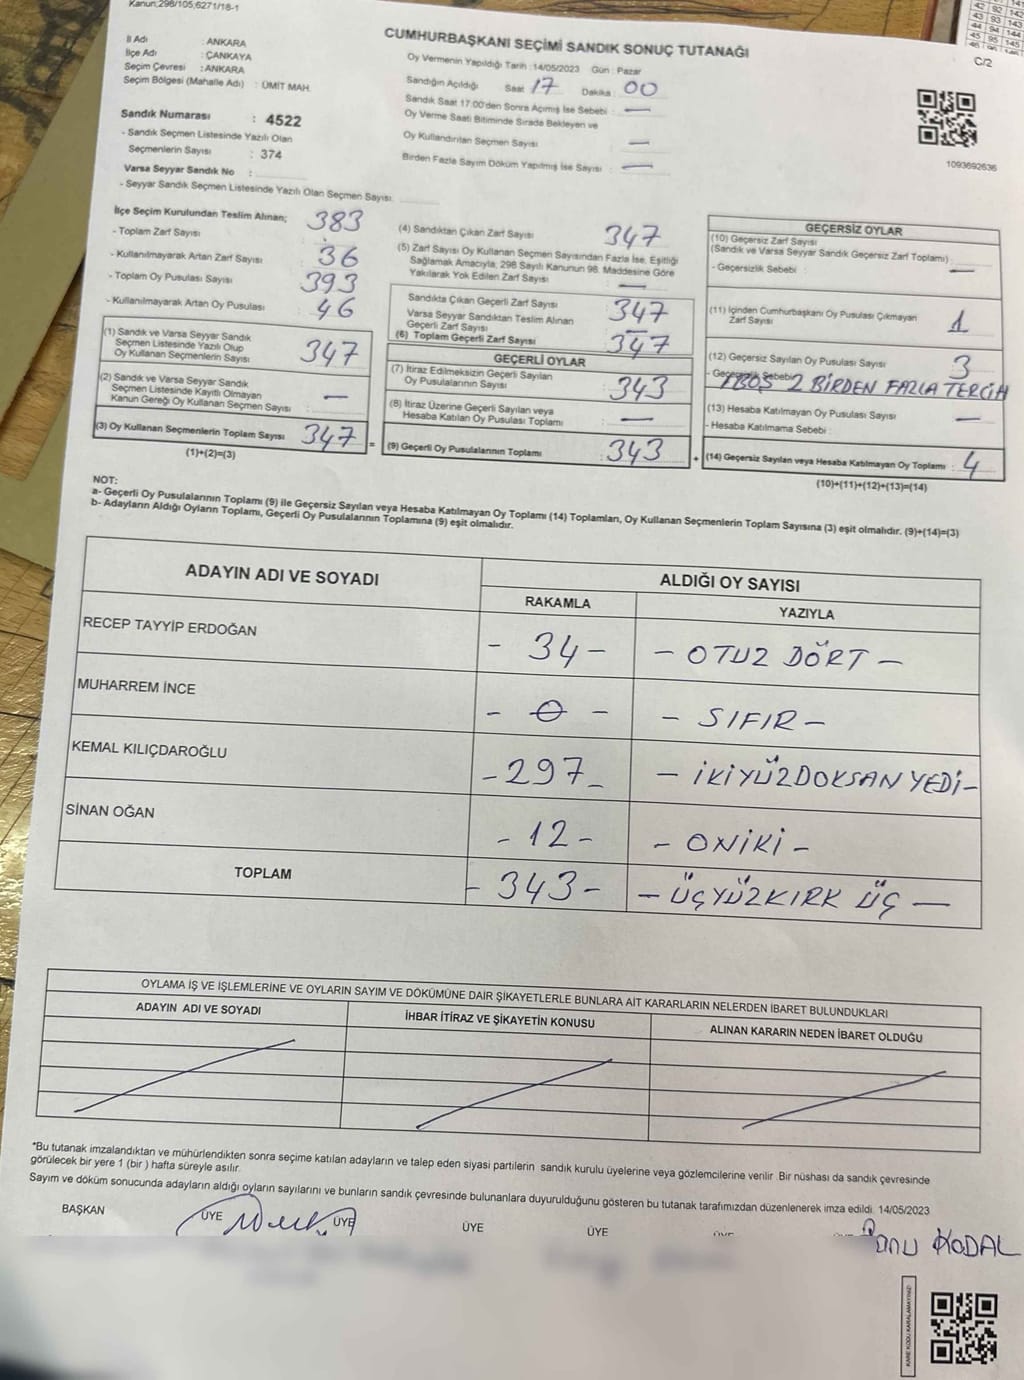 Kanun;298/105,6271/18-1
CUMHURBAŞKANI SEÇİMİ SANDIK SONUÇ TUTANAĞI
C/2
İl Adı : ANKARA
İlçe Adı : ÇANKAYA
Seçim Çevresi : ANKARA
Seçim Bölgesi (Mahalle Adı) : ÜMİT MAH.
Sandık Numarası : 4522
- Sandık Seçmen Listesinde Yazılı Olan
Seçmenlerin Sayısı : 374
Varsa Seyyar Sandık No :
- Seyyar Sandık Seçmen Listesinde Yazılı Olan Seçmen Sayısı
Oy Vermenin Yapıldığı Tarih : 14/05/2023 Gün : Pazar
Sandığın Açıldığı Saat 17 Dakika 00
Sandık Saat 17:00'den Sonra Açımış İse Sebebi : —
Oy Verme Saati Bitiminde Sırada Bekleyen ve
Oy Kullandırılan Seçmen Sayısı —
Birden Fazla Sayım Döküm Yapılmış İse Sayısı : —
1093692636
İlçe Seçim Kurulundan Teslim Alınan;
- Toplam Zarf Sayısı 383
- Kullanılmayarak Artan Zarf Sayısı : 36
- Toplam Oy Pusulası Sayısı 393
- Kullanılmayarak Artan Oy Pusulası : 46
(1) Sandık ve Varsa Seyyar Sandık
Seçmen Listesinde Yazılı Olup
Oy Kullanan Seçmenlerin Sayısı : 347
(2) Sandık ve Varsa Seyyar Sandık
Seçmen Listesinde Kayıtlı Olmayan
Kanun Gereği Oy Kullanan Seçmen Sayısı : —
(3) Oy Kullanan Seçmenlerin Toplam Sayısı 347 =
(1)+(2)=(3)
(4) Sandıktan Çıkan Zarf Sayısı 347
(5) Zarf Sayısı Oy Kullanan Seçmen Sayısından Fazla İse, Eşitliği
Sağlamak Amacıyla, 298 Sayılı Kanunun 98. Maddesine Göre
Yakılarak Yok Edilen Zarf Sayısı : —
Sandıkta Çıkan Geçerli Zarf Sayısı : 347
Varsa Seyyar Sandıktan Teslim Alınan
Geçerli Zarf Sayısı : —
(6) Toplam Geçerli Zarf Sayısı : 347
GEÇERLİ OYLAR
(7) İtiraz Edilmeksizin Geçerli Sayılan
Oy Pusulalarının Sayısı : 343
(8) İtiraz Üzerine Geçerli Sayılan veya
Hesaba Katılan Oy Pusulası Toplamı : —
(9) Geçerli Oy Pusulalarının Toplamı : 343 +
GEÇERSİZ OYLAR
(10) Geçersiz Zarf Sayısı
(Sandık ve Varsa Seyyar Sandık Geçersiz Zarf Toplamı) :
- Geçersizlik Sebebi : —
(11) İçinden Cumhurbaşkanı Oy Pusulası Çıkmayan
Zarf Sayısı 1
(12) Geçersiz Sayılan Oy Pusulası Sayısı 3
- Geçersizlik Sebebi : 1 BOŞ 2 BİRDEN FAZLA TERCİH
(13) Hesaba Katılmayan Oy Pusulası Sayısı —
- Hesaba Katılmama Sebebi :
(14) Geçersiz Sayılan veya Hesaba Katılmayan Oy Toplamı : 4
(10)+(11)+(12)+(13)=(14)
NOT:
a- Geçerli Oy Pusulalarının Toplamı (9) ile Geçersiz Sayılan veya Hesaba Katılmayan Oy Toplamı (14) Toplamları, Oy Kullanan Seçmenlerin Toplam Sayısına (3) eşit olmalıdır. (9)+(14)=(3)
b- Adayların Aldığı Oyların Toplamı, Geçerli Oy Pusulalarının Toplamına (9) eşit olmalıdır.
ADAYIN ADI VE SOYADI ALDIĞI OY SAYISI
RAKAMLA YAZIYLA
RECEP TAYYİP ERDOĞAN - 34 - - OTUZ DÖRT -
MUHARREM İNCE - 0 - - SIFIR -
KEMAL KILIÇDAROĞLU - 297 - - İKİYÜZDOKSAN YEDİ -
SİNAN OĞAN - 12 - - ONİKİ -
TOPLAM - 343 - - ÜÇYÜZKIRK ÜÇ -
OYLAMA İŞ VE İŞLEMLERİNE VE OYLARIN SAYIM VE DÖKÜMÜNE DAİR ŞİKAYETLERLE BUNLARA AİT KARARLARIN NELERDEN İBARET BULUNDUKLARI
ADAYIN ADI VE SOYADI İHBAR İTİRAZ VE ŞİKAYETİN KONUSU ALINAN KARARIN NEDEN İBARET OLDUĞU
*Bu tutanak imzalandıktan ve mühürlendikten sonra seçime katılan adayların ve talep eden siyasi partilerin sandık kurulu üyelerine veya gözlemcilerine verilir. Bir nüshası da sandık çevresinde
görülecek bir yere 1 (bir ) hafta süreyle asılır.
Sayım ve döküm sonucunda adayların aldığı oyların sayılarını ve bunların sandık çevresinde bulunanlara duyurulduğunu gösteren bu tutanak tarafımızdan düzenlenerek imza edildi. 14/05/2023
BAŞKAN ÜYE ÜYE ÜYE ÜYE
KODAL
KARE KODU KARALAMAYINIZ!